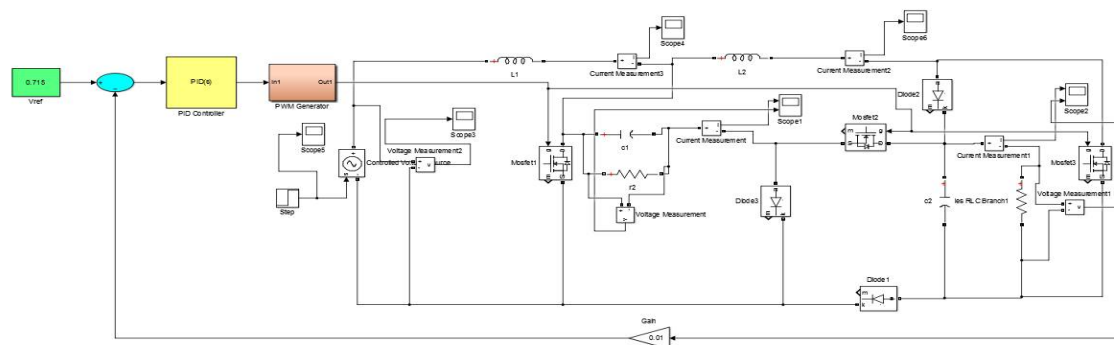 Scope4
Scope6
L1
Current Measurement3
L2
Current Measurement2
0.715
Vref
PID(s)
PID Controller
In1
Out1
PWM Generator
Diode2
Scope5
Scope3
Voltage Measurement2
Controlled Vol
source
Step
Mosfet1
c1
Current Measurement
Scope1
Mosfet2
Scope2
Current Measurement1
Mosfet3
r2
Voltage Measurement
Diode3
c2
ies RLC Branch1
Voltage Measurement1
Diode1
Gain
0.01